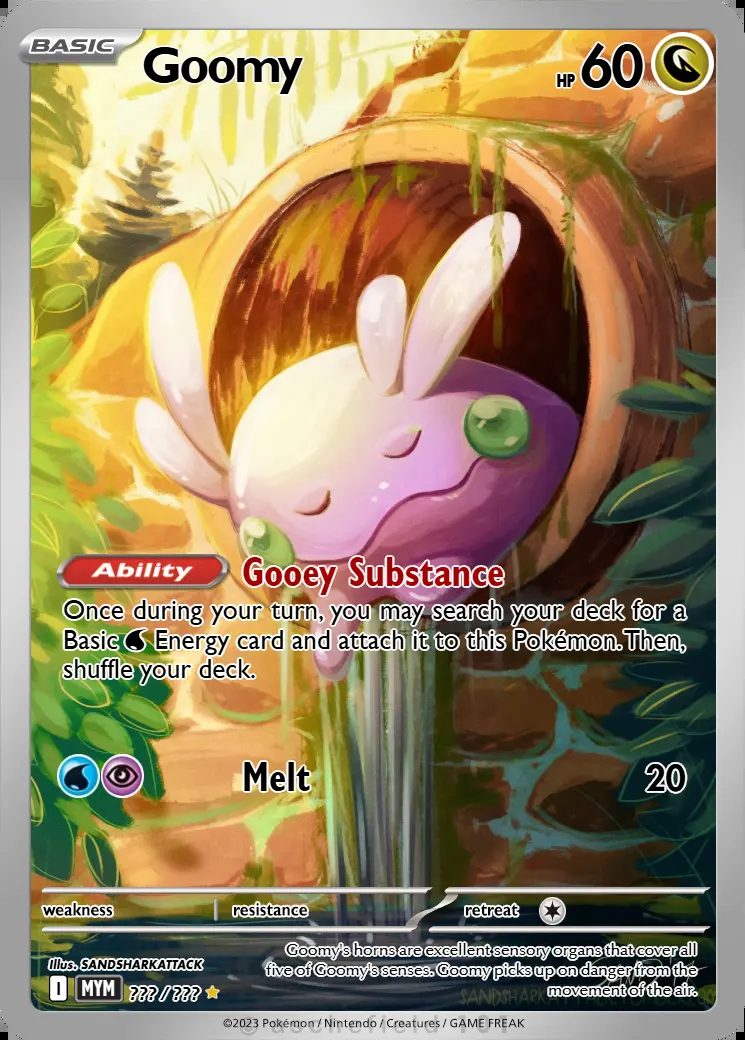 BASIC
Goomy
HP 60
Ability Gooey Substance
Once during your turn, you may search your deck for a
Basic Energy card and attach it to this Pokémon. Then,
shuffle your deck.
Melt 20
weakness resistance retreat
Illus. SANDSHARKATTACK
Goomy's horns are excellent sensory organs that cover all
five of Goomy's senses. Goomy picks up on danger from the
movement of the air.
I MYM ??? / ???
SANDSHARKATTACK
©2023 Pokémon / Nintendo / Creatures / GAME FREAK